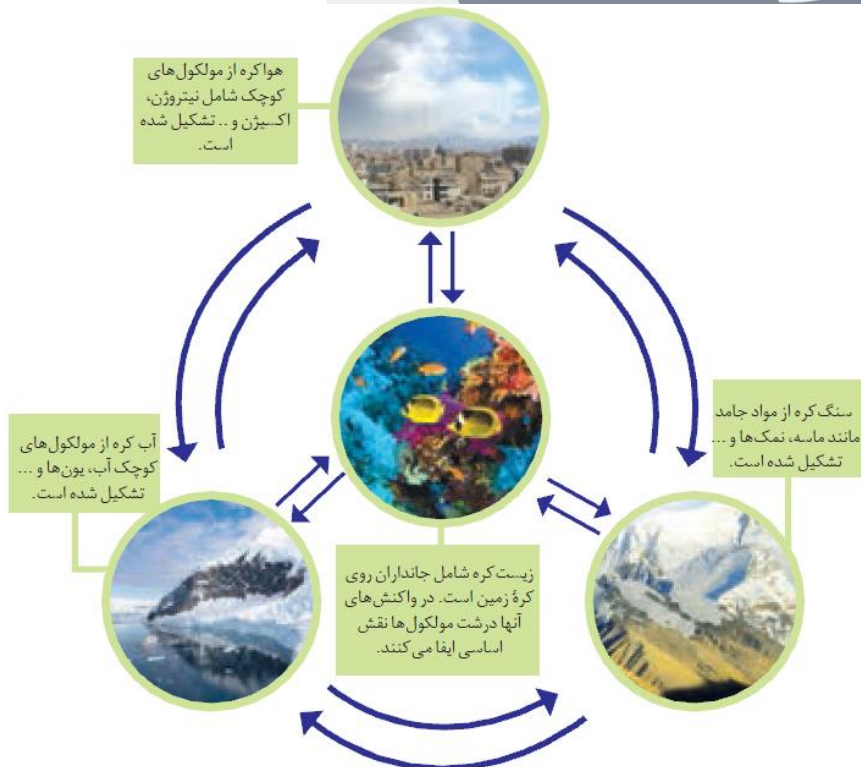 هواکره از مولکول‌های
کوچک شامل نیتروژن،
اکسیژن و .. تشکیل شده
است.
سنگ‌کره از مواد جامد
مانند ماسه، نمک‌ها و ...
تشکیل شده است.
آب کره از مولکول‌های
کوچک آب، یون‌ها و ...
تشکیل شده است.
زیست کره شامل جانداران روی
کرهٔ زمین است. در واکنش‌های
آنها درشت مولکول‌ها نقش
اساسی ایفا می‌کنند.